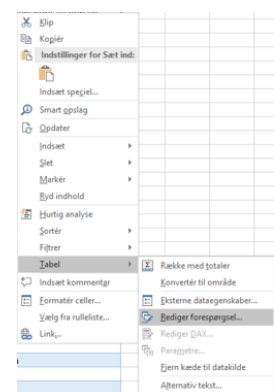 Klip
Kopiér
Indstillinger for Sæt ind:
Indsæt speciel...
Smart opslag
Opdater
Indsæt
Slet
Markér
Ryd indhold
Hurtig analyse
Sortér
Filtrer
Tabel
Indsæt kommentar
Formatér celler...
Vælg fra rulleliste...
Link...
Række med totaler
Konvertér til område
Eksterne dataegenskaber...
Rediger forespørgsel...
Rediger DAX...
Parametre...
Fjern kæde til datakilde
Alternativ tekst...